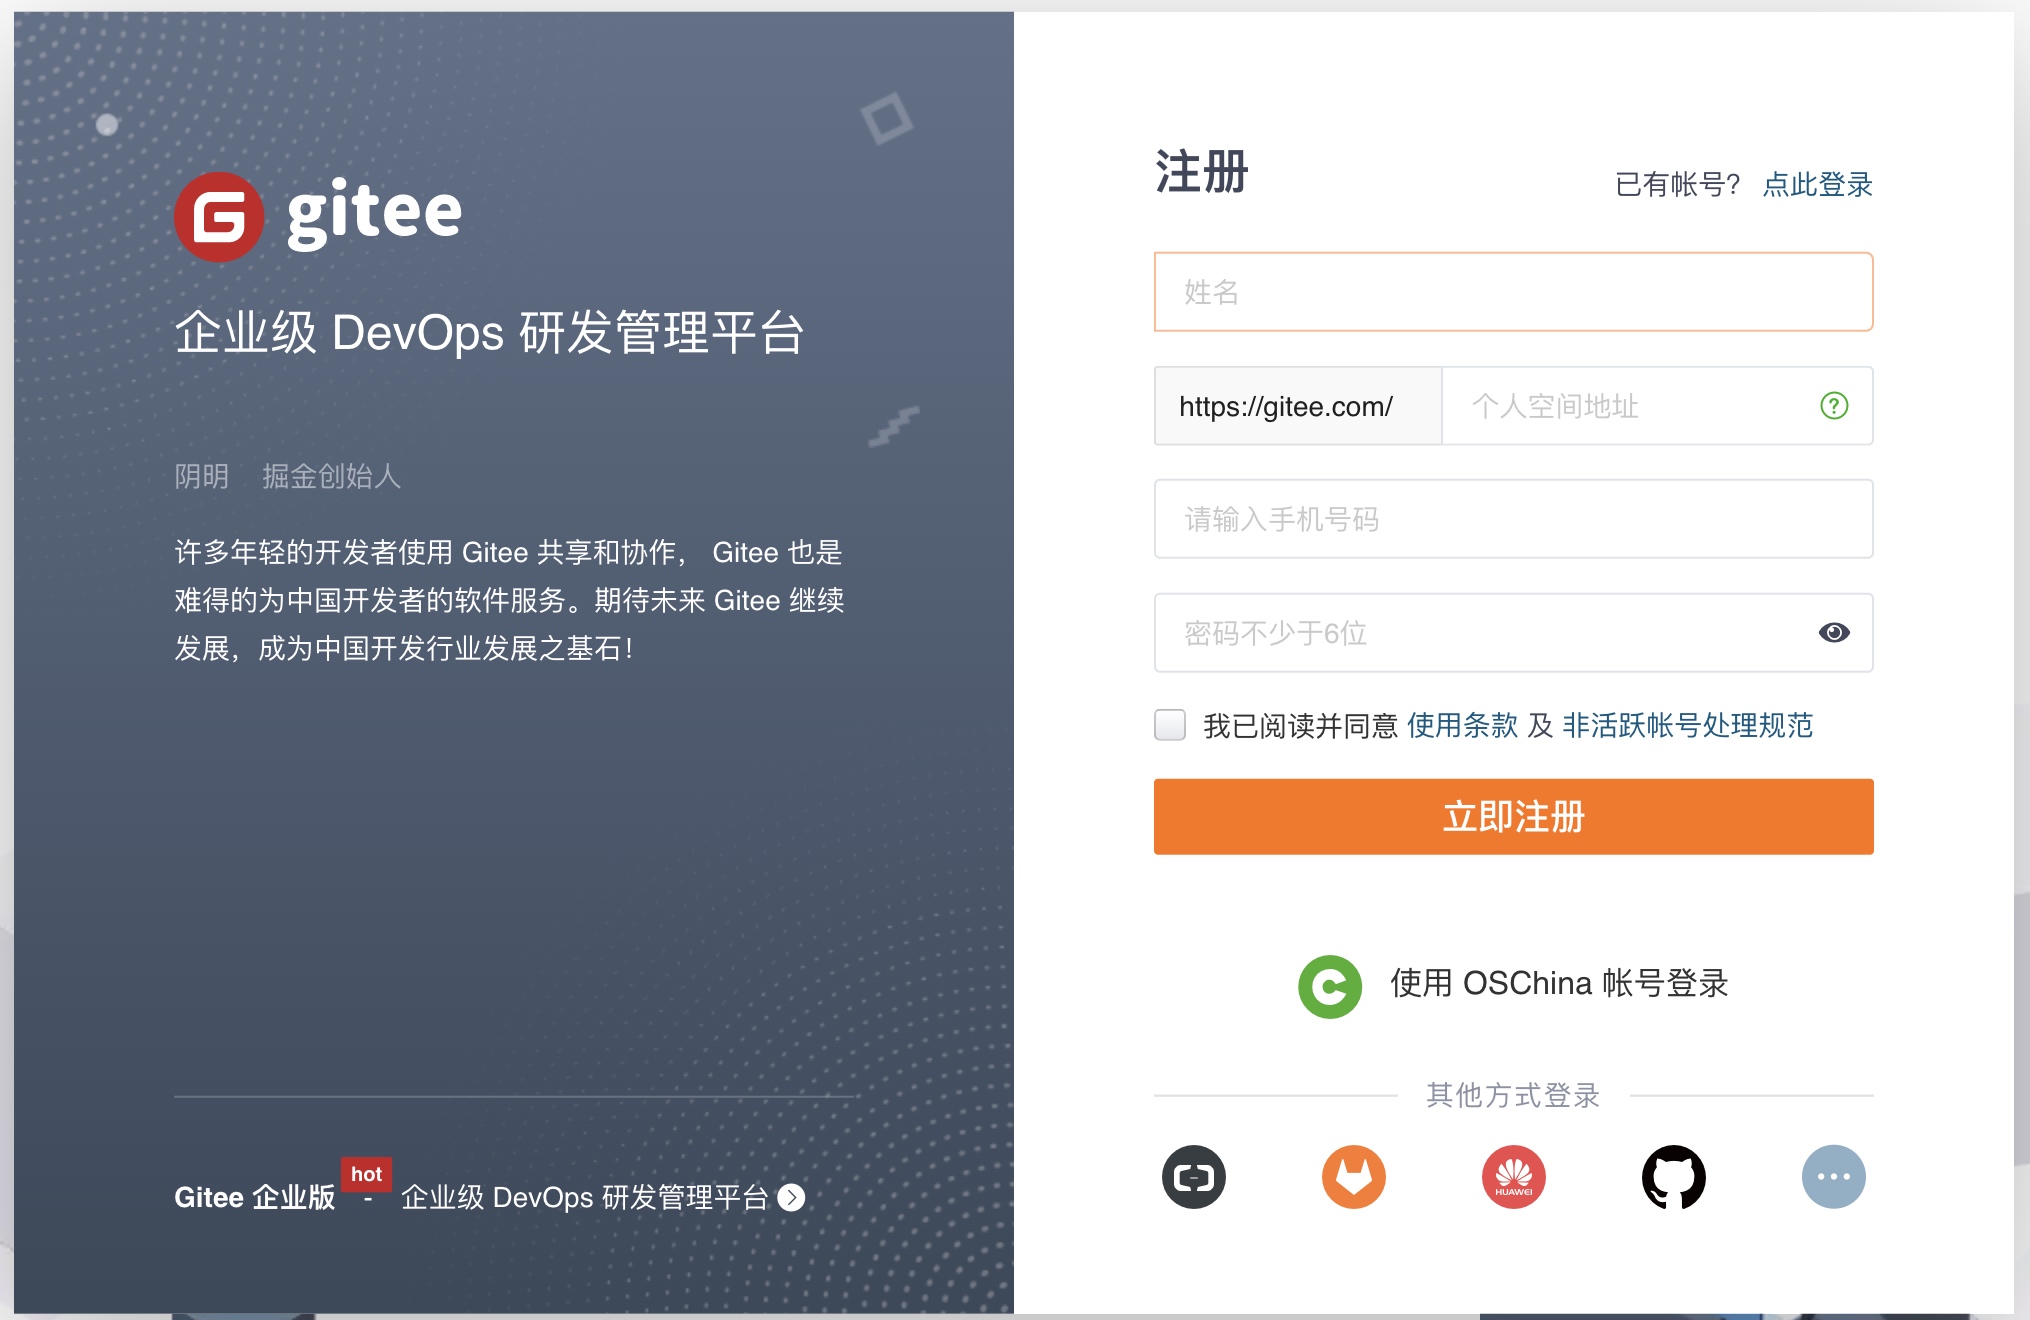 gitee
企业级 DevOps 研发管理平台
阴明 掘金创始人
许多年轻的开发者使用 Gitee 共享和协作， Gitee 也是
难得的为中国开发者的软件服务。期待未来 Gitee 继续
发展，成为中国开发行业发展之基石！
hot
Gitee 企业版 - 企业级 DevOps 研发管理平台
注册
已有帐号？ 点此登录
姓名
https://gitee.com/ 个人空间地址
请输入手机号码
密码不少于6位
我已阅读并同意 使用条款 及 非活跃帐号处理规范
立即注册
使用 OSChina 帐号登录
其他方式登录
HUAWEI